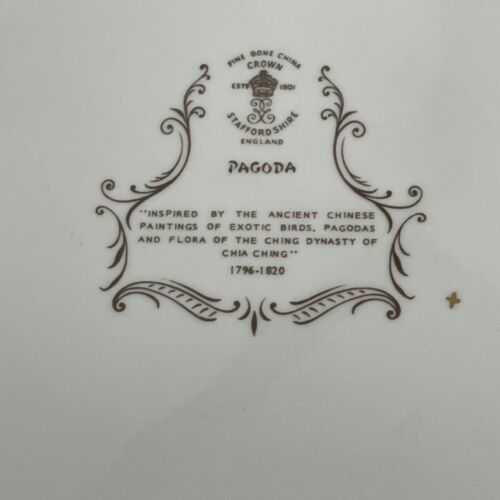 FINE BONE CHINA
CROWN
ESTD 1801
STAFFORDSHIRE
ENGLAND
PAGODA
"INSPIRED BY THE ANCIENT CHINESE
PAINTINGS OF EXOTIC BIRDS, PAGODAS
AND FLORA OF THE CHING DYNASTY OF
CHIA CHING"
1796-1820